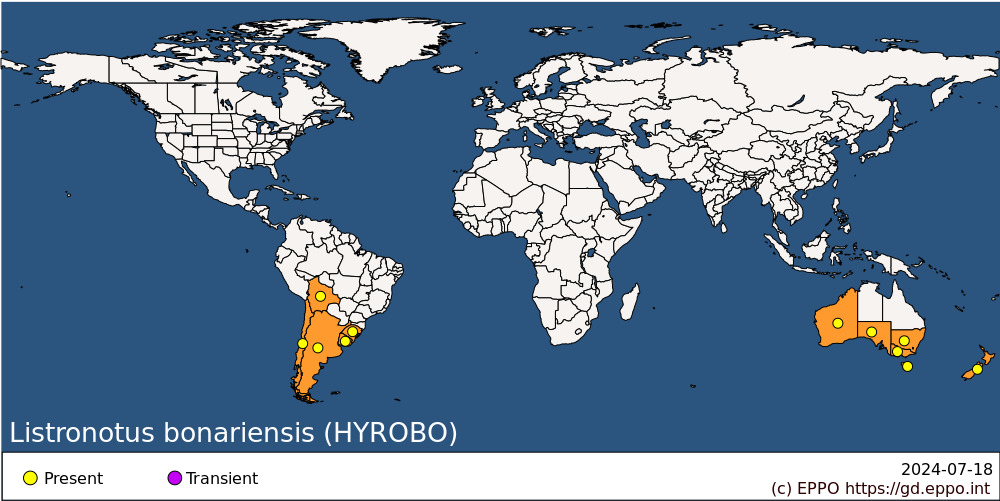 Listronotus bonariensis (HYROBO)
Present
Transient
2024-07-18
(c) EPPO https://gd.eppo.int